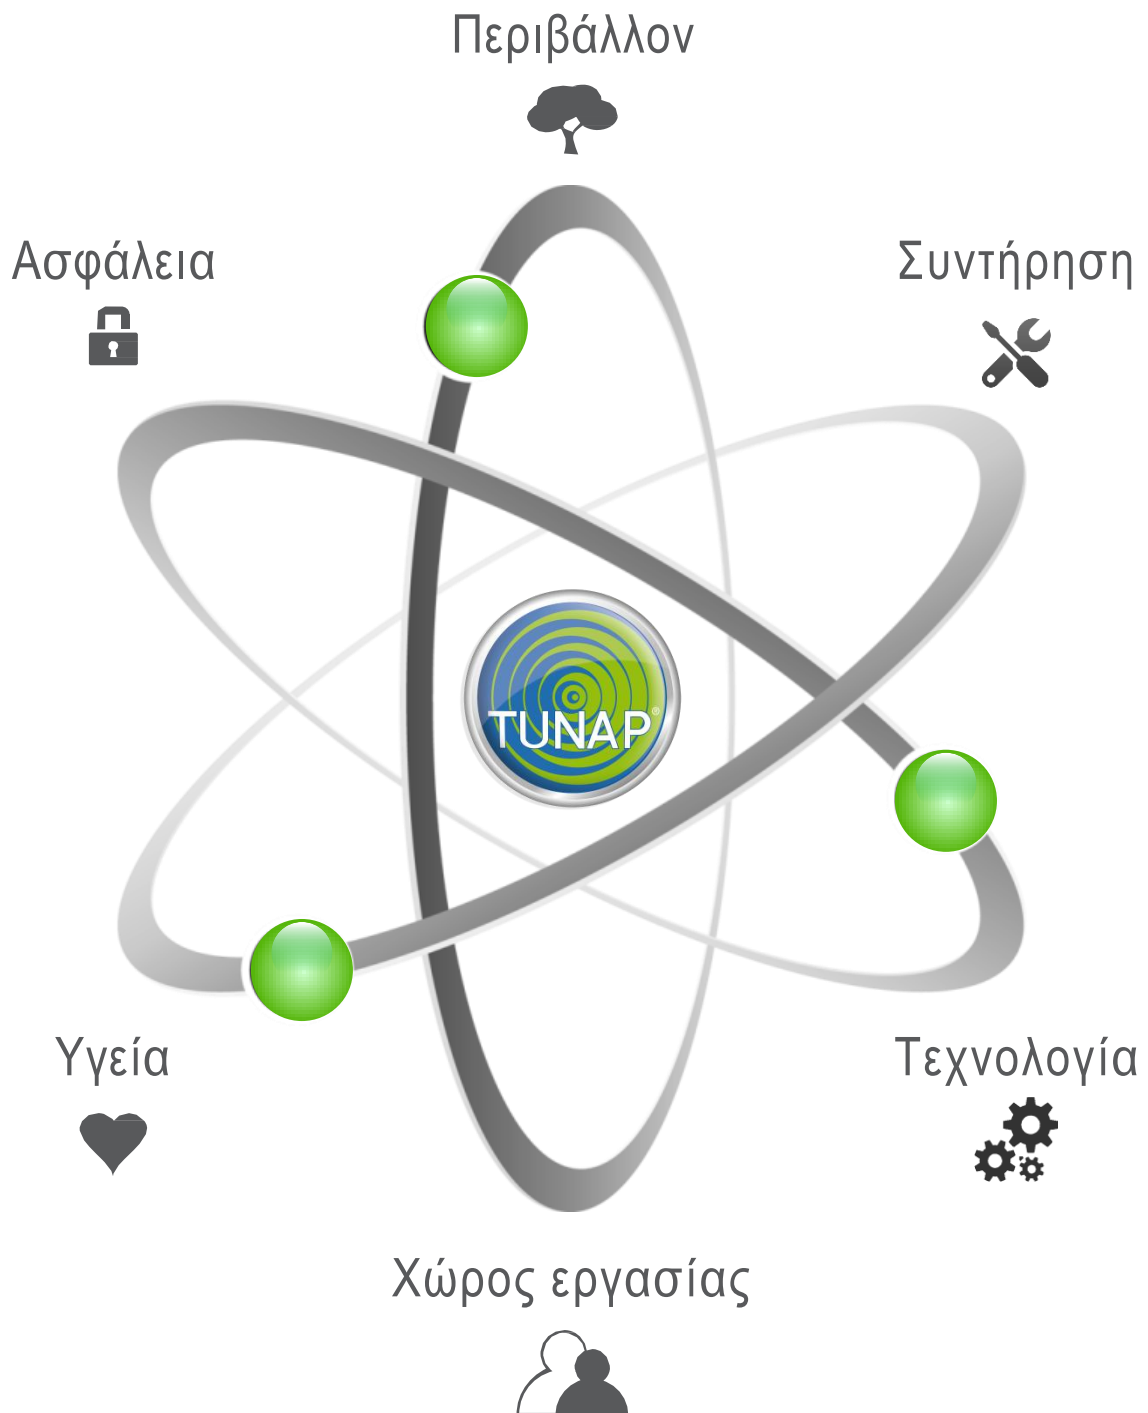 Περιβάλλον
Ασφάλεια
Συντήρηση
TUNAP®
Υγεία
Τεχνολογία
Χώρος εργασίας